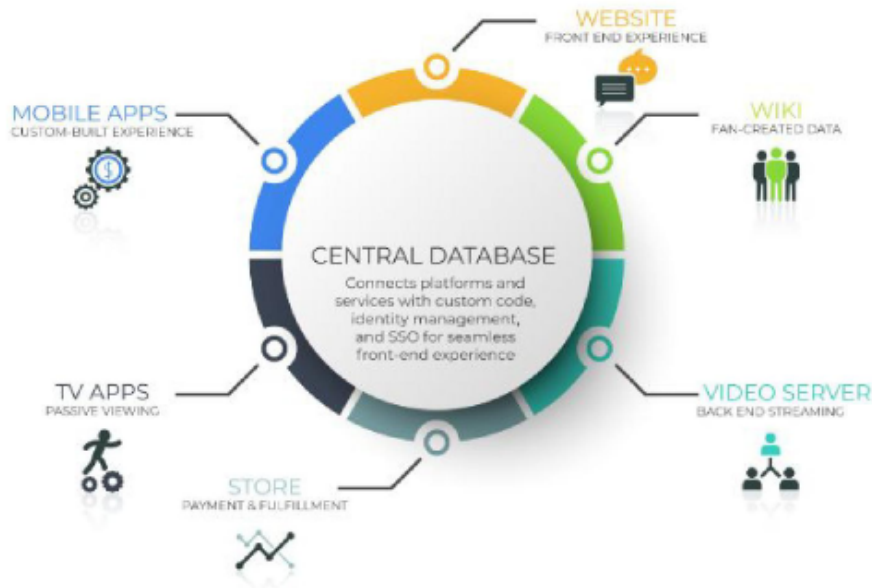 WEBSITE
FRONT END EXPERIENCE
MOBILE APPS
CUSTOM-BUILT EXPERIENCE
$
WIKI
FAN-CREATED DATA
CENTRAL DATABASE
Connects platforms and
services with custom code,
identity management,
and SSO for seamless
front-end experience
TV APPS
PASSIVE VIEWING
VIDEO SERVER
BACK END STREAMING
STORE
PAYMENT & FULFILLMENT